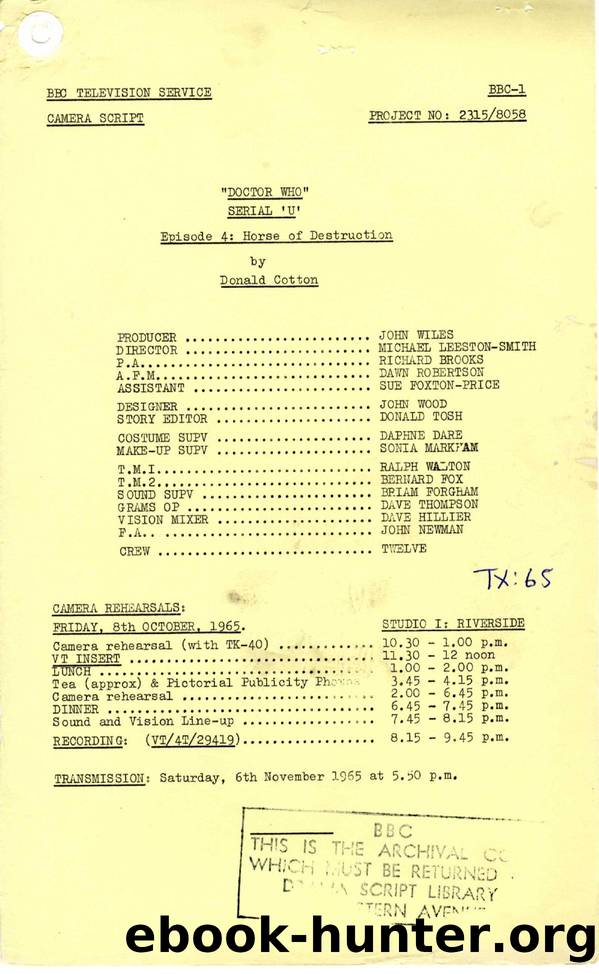 BBC TELEVISION SERVICE BBC-1
CAMERA SCRIPT PROJECT NO: 2315/8058
"DOCTOR WHO"
SERIAL 'U'
Episode 4: Horse of Destruction
by
Donald Cotton
PRODUCER ........................ JOHN WILES
DIRECTOR ........................ MICHAEL LEESTON-SMITH
P.A.............................. RICHARD BROOKS
A.F.M............................ DAWN ROBERTSON
ASSISTANT ....................... SUE FOXTON-PRICE
DESIGNER ........................ JOHN WOOD
STORY EDITOR .................... DONALD TOSH
COSTUME SUPV .................... DAPHNE DARE
MAKE-UP SUPV .................... SONIA MARKHAM
T.M.1............................ RALPH WALTON
T.M.2............................ BERNARD FOX
SOUND SUPV ...................... BRIAM FORGHAM
GRAMS OP ........................ DAVE THOMPSON
VISION MIXER .................... DAVE HILLIER
F.A.. ........................... JOHN NEWMAN
CREW ............................ TWELVE
TX: 65
CAMERA REHEARSALS:
FRIDAY, 8th OCTOBER, 1965. STUDIO I: RIVERSIDE
Camera rehearsal (with TK-40) ............ 10.30 - 1.00 p.m.
VT INSERT ................................ 11.30 - 12 noon
LUNCH .................................... 1.00 - 2.00 p.m.
Tea (approx) & Pictorial Publicity Photos 3.45 - 4.15 p.m.
Camera rehearsal ......................... 2.00 - 6.45 p.m.
DINNER ................................... 6.45 - 7.45 p.m.
Sound and Vision Line-up ................. 7.45 - 8.15 p.m.
RECORDING: (VT/4T/29419)................. 8.15 - 9.45 p.m.
TRANSMISSION: Saturday, 6th November 1965 at 5.50 p.m.
BBC
THIS IS THE ARCHIVAL
WHICH MUST BE RETURNED
SCRIPT LIBRARY
ebook-hunter.org